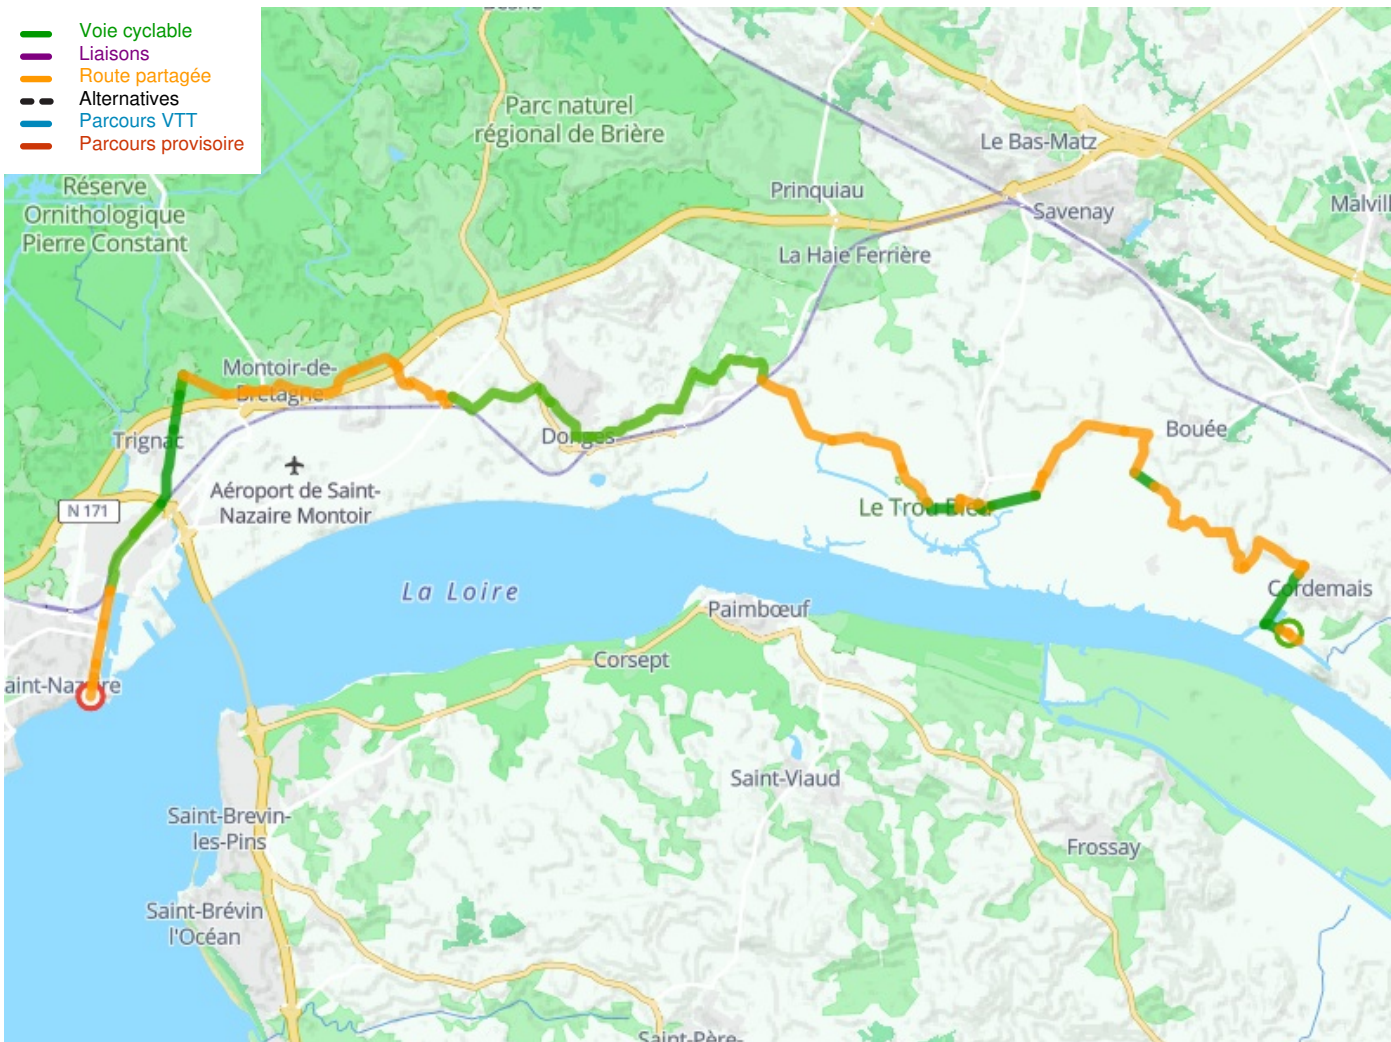 Voie cyclable
Liaisons
Route partagée
Alternatives
Parcours VTT
Parcours provisoire
Parc naturel
régional de Brière
Le Bas-Matz
Réserve
Ornithologique
Pierre Constant
Prinquiau
Savenay
Malvill
La Haie Ferrière
Montoir-de-
Bretagne
Trignac
Donges
Bouée
Aéroport de Saint-
Nazaire Montoir
N 171
Le Trou Bleu
La Loire
Cordemais
Paimbœuf
Corsept
aint-Nazaire
Saint-Viaud
Saint-Brevin-
les-Pins
Frossay
Saint-Brévin
l'Océan
Saint-Père-